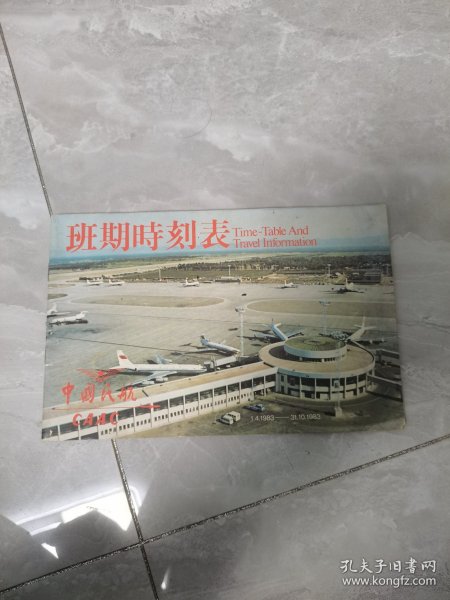 班期時刻表
Time-Table And
Travel Information
中國民航
CAAC
1.4.1983——31.10.1983
孔夫子旧书网
www.kongfz.com